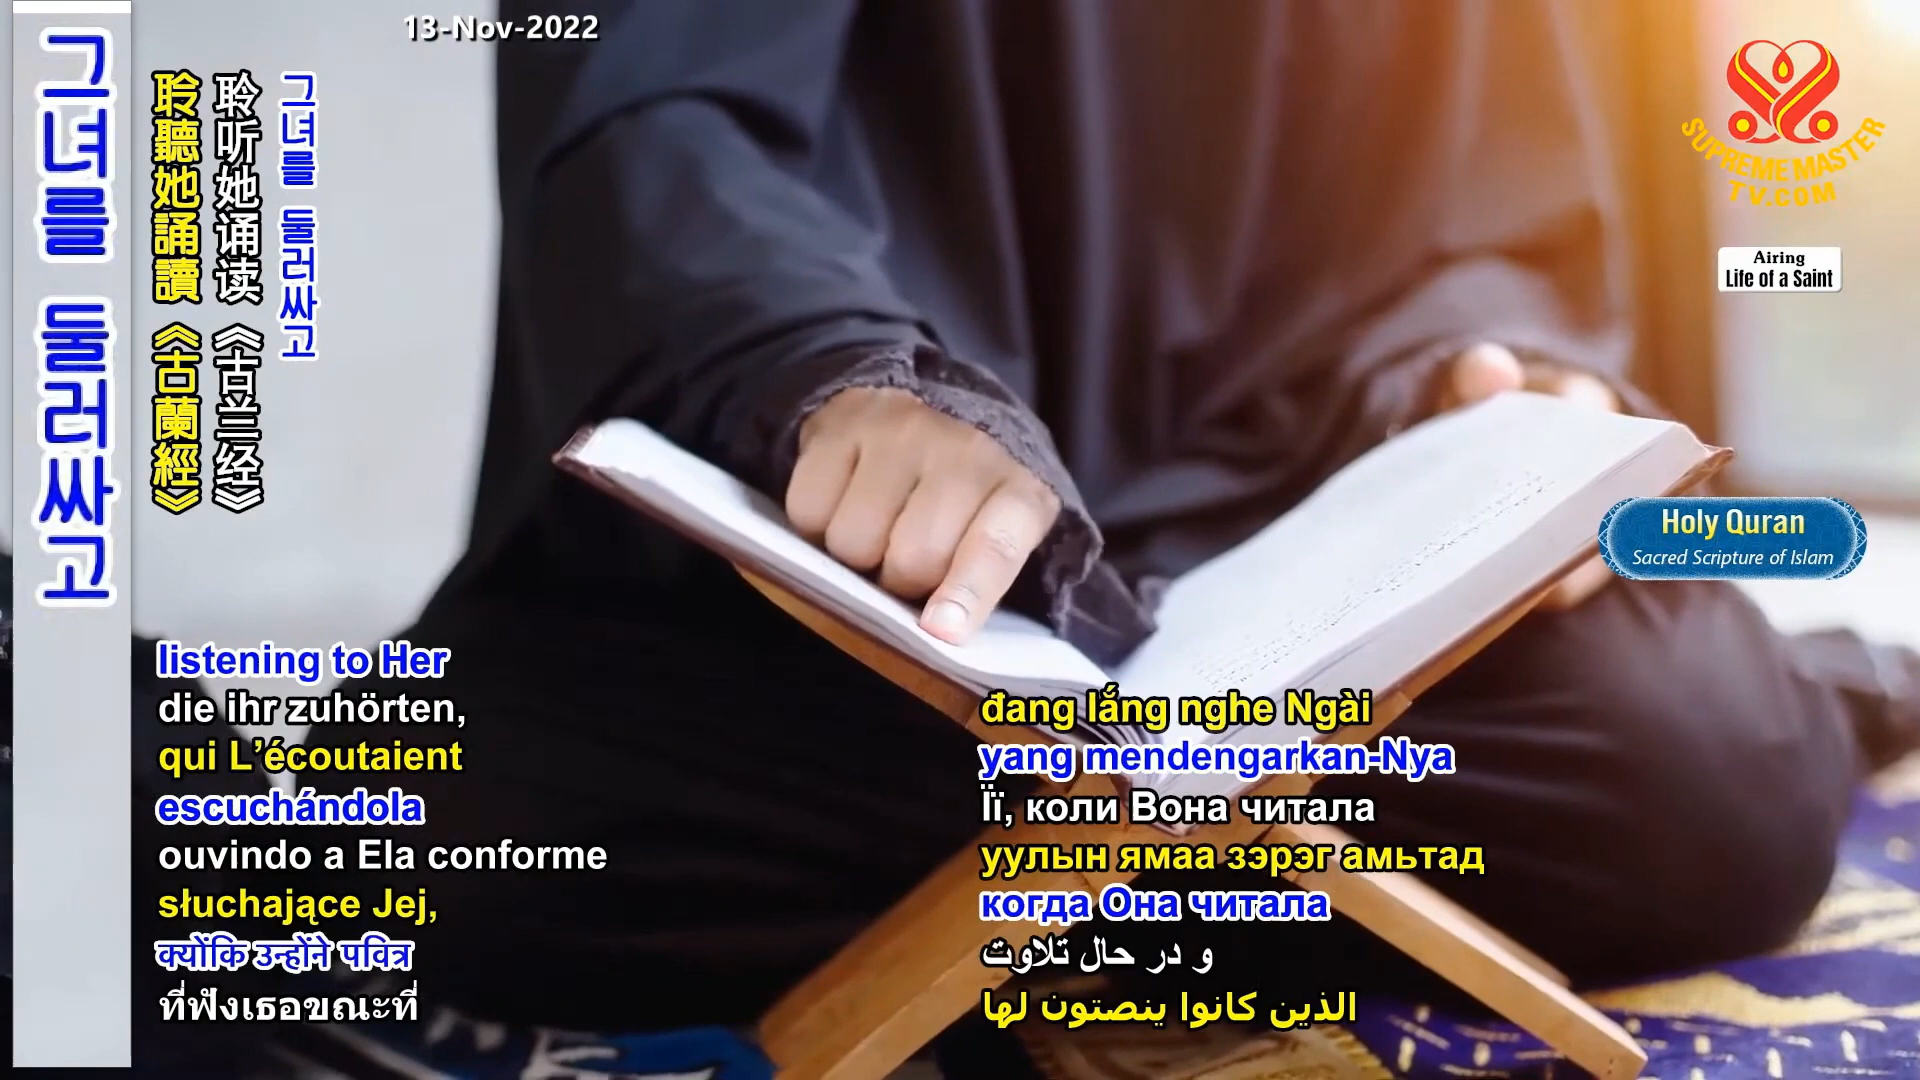 13-Nov-2022
그녀를 둘러싸고
聆聽她誦讀《古蘭經》
聆听她诵读《古兰经》
그녀를 둘러싸고
SUPREME MASTER
TV.COM
Airing
Life of a Saint
Holy Quran
Sacred Scripture of Islam
listening to Her
die ihr zuhörten,
qui L’écoutaient
escuchándola
ouvindo a Ela conforme
słuchające Jej,
क्योंकि उन्होंने पवित्र
ที่ฟังเธอขณะที่
đang lắng nghe Ngài
yang mendengarkan-Nya
Її, коли Вона читала
уулын ямаа зэрэг амьтад
когда Она читала
و در حال تلاوت
الذين كانوا ينصتون لها